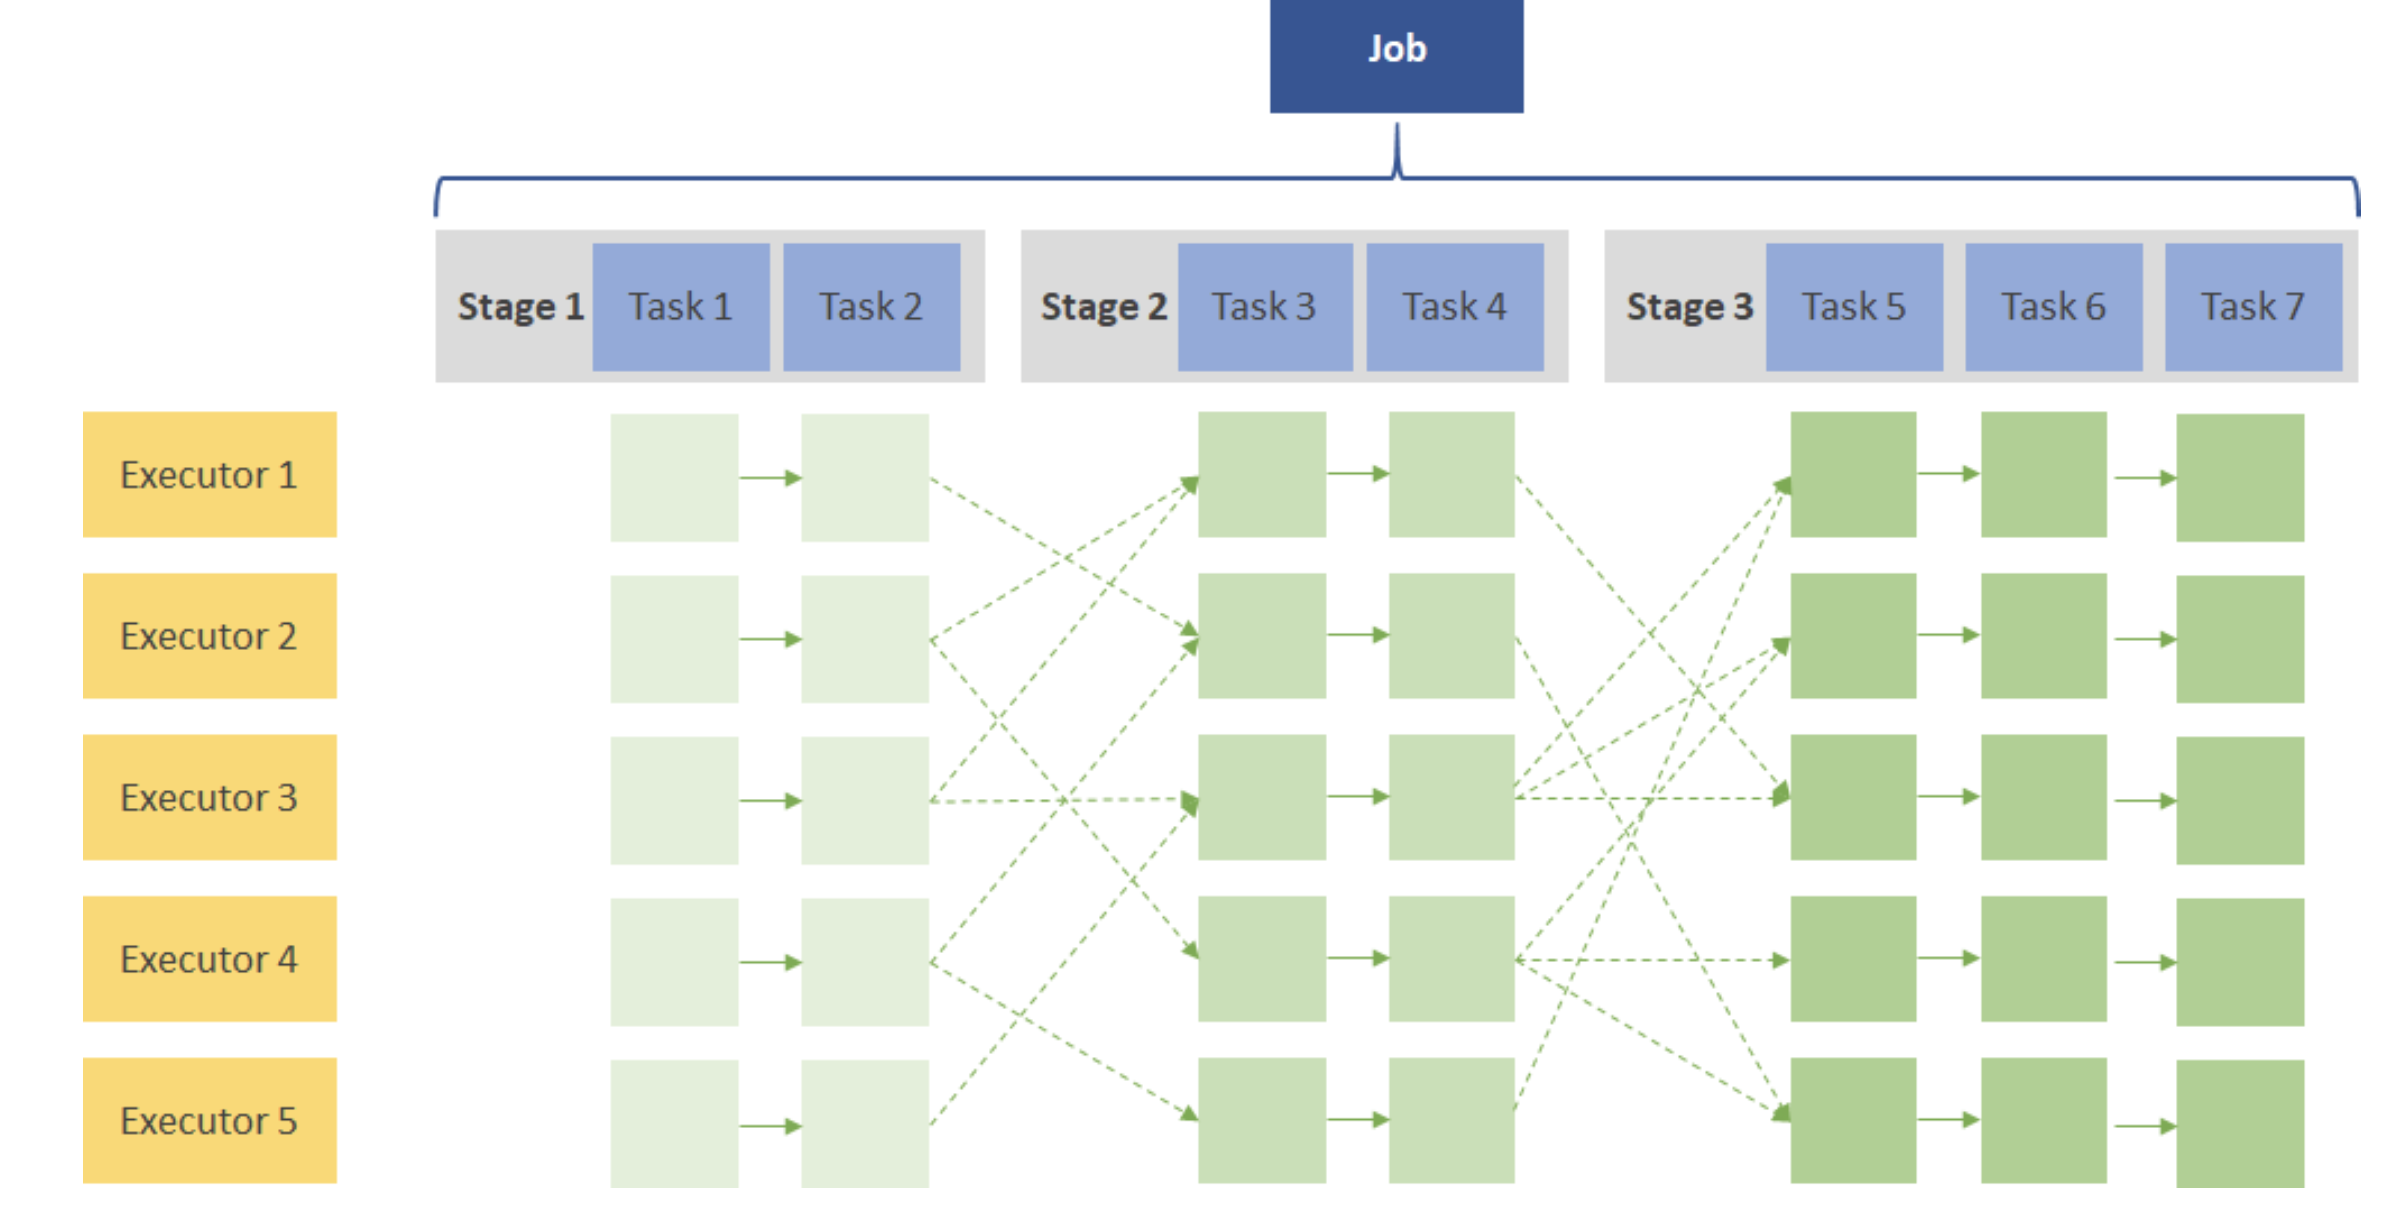 Job
Stage 1 Task 1 Task 2 Stage 2 Task 3 Task 4 Stage 3 Task 5 Task 6 Task 7
Executor 1
Executor 2
Executor 3
Executor 4
Executor 5